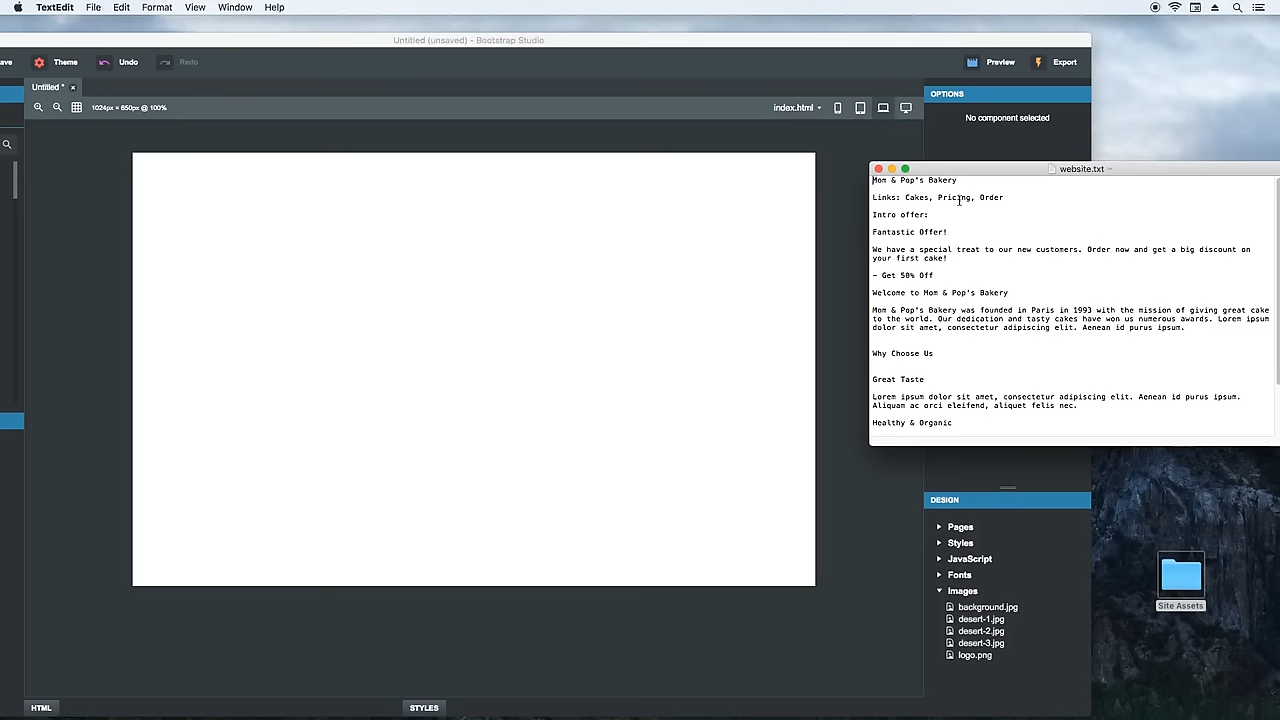 TextEdit File Edit Format View Window Help
Untitled (unsaved) - Bootstrap Studio
ave Theme Undo Redo Preview Export
Untitled *
OPTIONS
1024px × 650px @ 100% index.html
No component selected
website.txt
Mom & Pop's Bakery
Links: Cakes, Pricing, Order
Intro offer:
Fantastic Offer!
We have a special treat to our new customers. Order now and get a big discount on
your first cake!
- Get 50% Off
Welcome to Mom & Pop's Bakery
Mom & Pop's Bakery was founded in Paris in 1993 with the mission of giving great cake
to the world. Our dedication and tasty cakes have won us numerous awards. Lorem ipsum
dolor sit amet, consectetur adipiscing elit. Aenean id purus ipsum.
Why Choose Us
Great Taste
Lorem ipsum dolor sit amet, consectetur adipiscing elit. Aenean id purus ipsum.
Aliquam ac orci eleifend, aliquet felis nec.
Healthy & Organic
DESIGN
Pages
Styles
JavaScript
Fonts
Images
background.jpg
desert-1.jpg
desert-2.jpg
desert-3.jpg
logo.png
Site Assets
HTML
STYLES